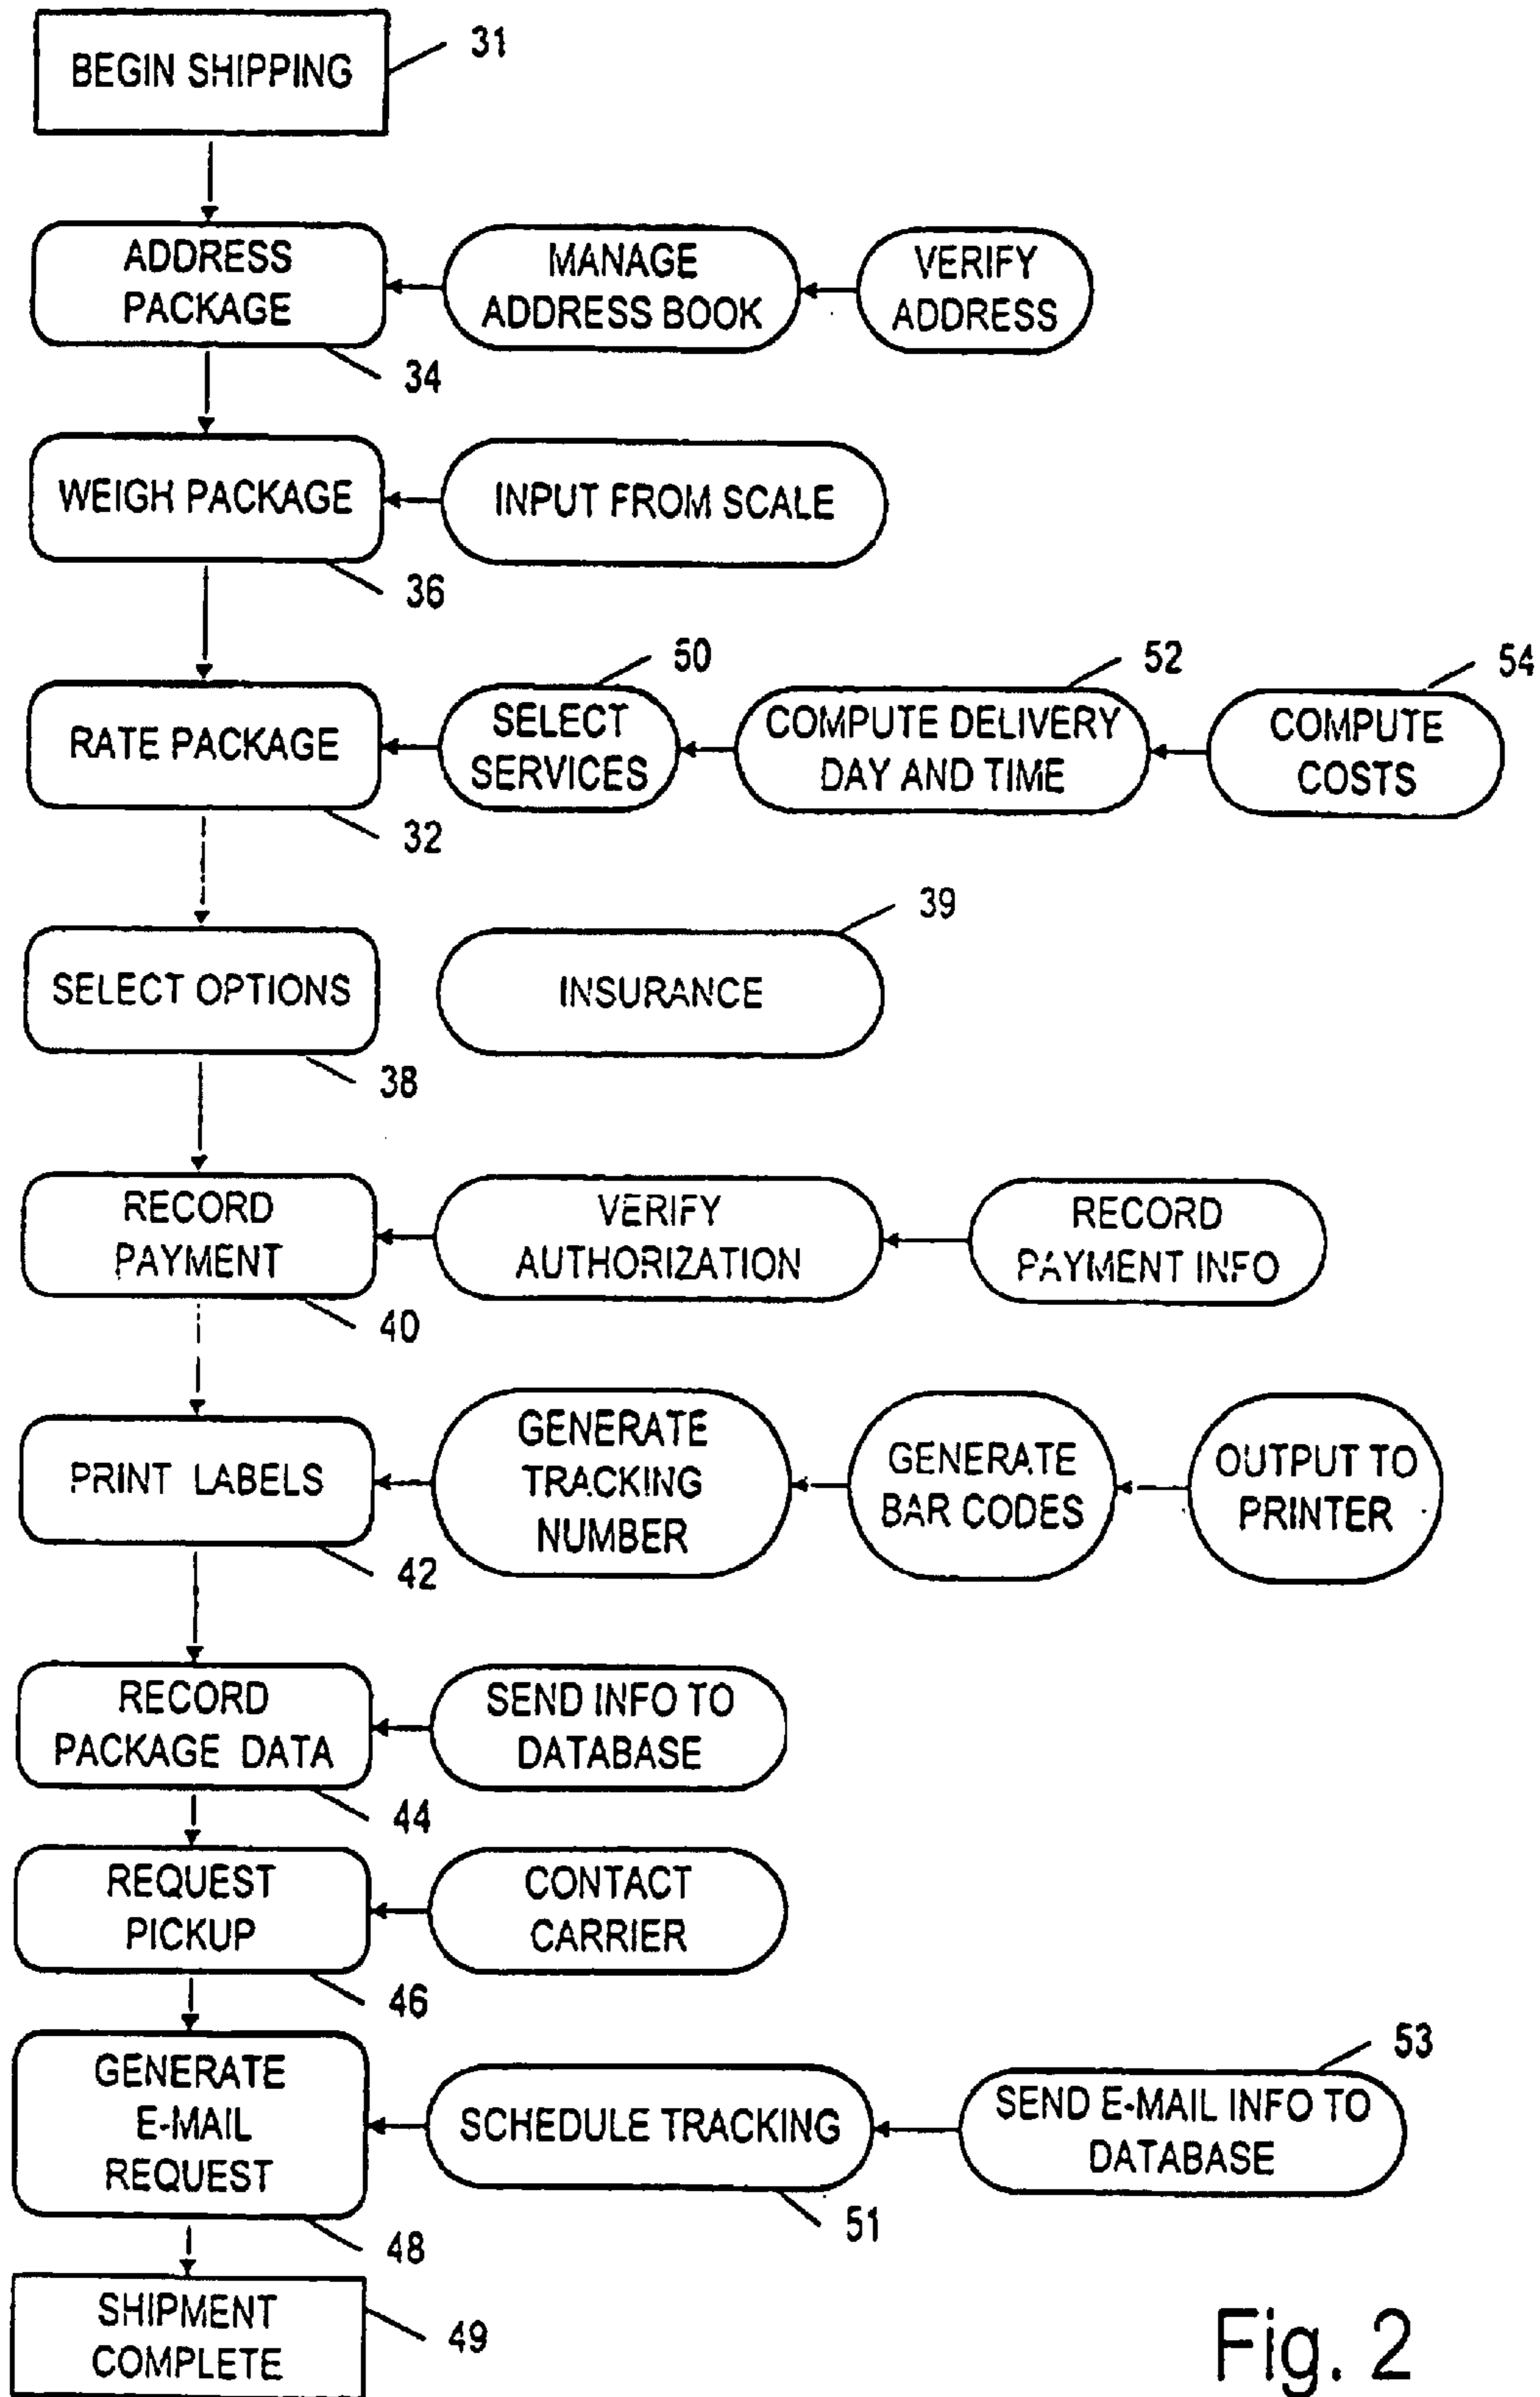 BEGIN SHIPPING
31
ADDRESS
PACKAGE
34
MANAGE
ADDRESS BOOK
VERIFY
ADDRESS
WEIGH PACKAGE
36
INPUT FROM SCALE
RATE PACKAGE
32
50
SELECT
SERVICES
52
COMPUTE DELIVERY
DAY AND TIME
54
COMPUTE
COSTS
SELECT OPTIONS
38
39
INSURANCE
RECORD
PAYMENT
40
VERIFY
AUTHORIZATION
RECORD
PAYMENT INFO
PRINT LABELS
42
GENERATE
TRACKING
NUMBER
GENERATE
BAR CODES
OUTPUT TO
PRINTER
RECORD
PACKAGE DATA
44
SEND INFO TO
DATABASE
REQUEST
PICKUP
46
CONTACT
CARRIER
GENERATE
E-MAIL
REQUEST
48
SCHEDULE TRACKING
51
53
SEND E-MAIL INFO TO
DATABASE
SHIPMENT
COMPLETE
49
Fig. 2